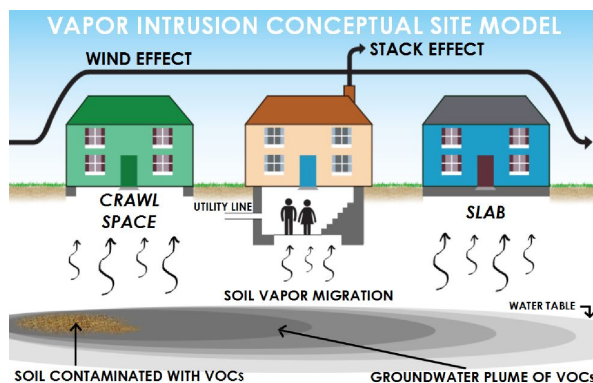 VAPOR INTRUSION CONCEPTUAL SITE MODEL
STACK EFFECT
WIND EFFECT
CRAWL
SPACE
UTILITY LINE
SLAB
SOIL VAPOR MIGRATION
WATER TABLE
SOIL CONTAMINATED WITH VOCs
GROUNDWATER PLUME OF VOCs